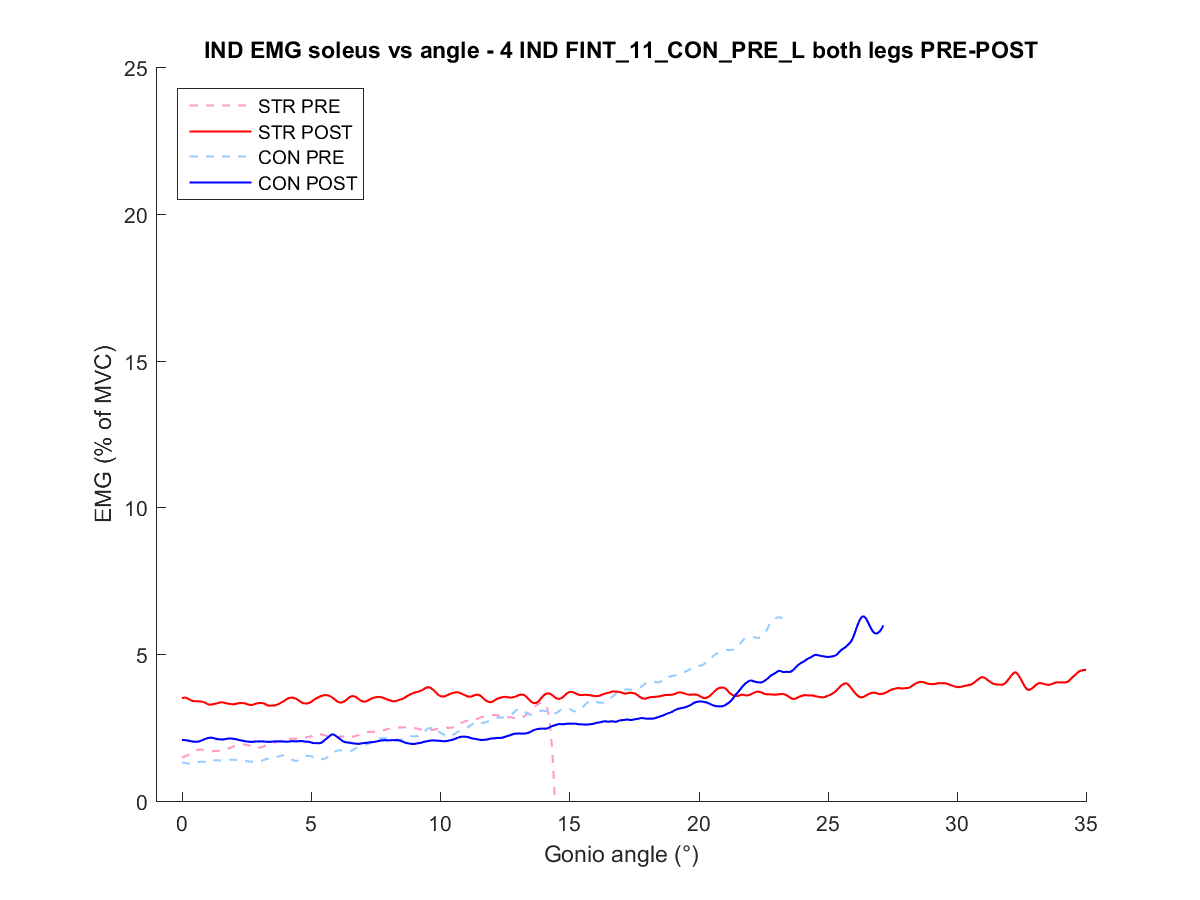 IND EMG soleus vs angle - 4 IND FINT_11_CON_PRE_L both legs PRE-POST
25
20
15
10
5
0
EMG (% of MVC)
STR PRE
STR POST
CON PRE
CON POST
0 5 10 15 20 25 30 35
Gonio angle (°)